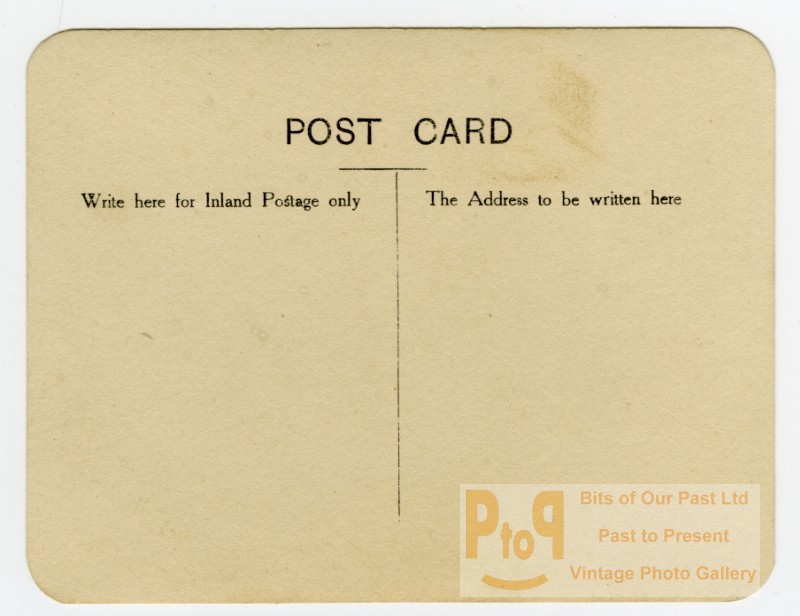 POST CARD
Write here for Inland Postage only
The Address to be written here
PtoP
Bits of Our Past Ltd
Past to Present
Vintage Photo Gallery